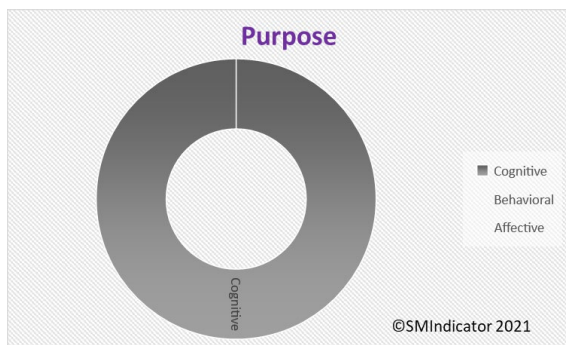 Purpose
Cognitive
Behavioral
Affective
Cognitive
©SMIndicator 2021